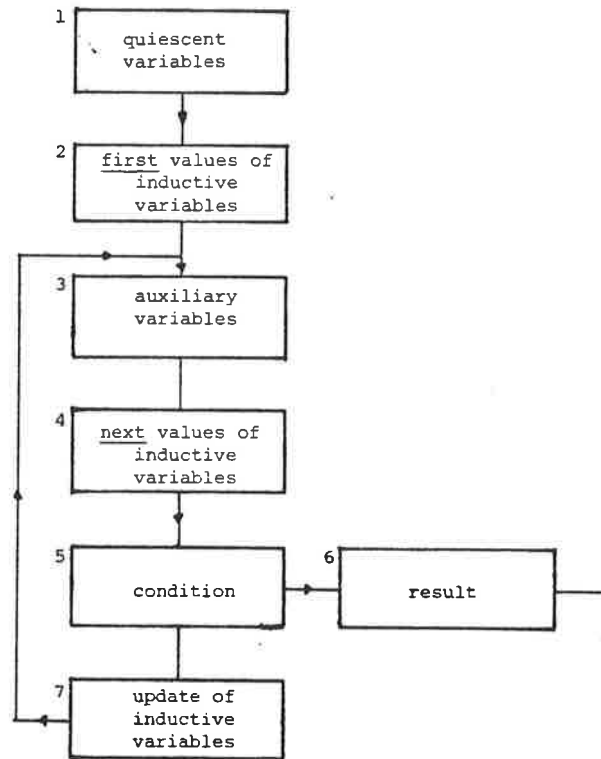 1
quiescent
variables
2
first values of
inductive
variables
3
auxiliary
variables
4
next values of
inductive
variables
5
condition
6
result
7
update of
inductive
variables